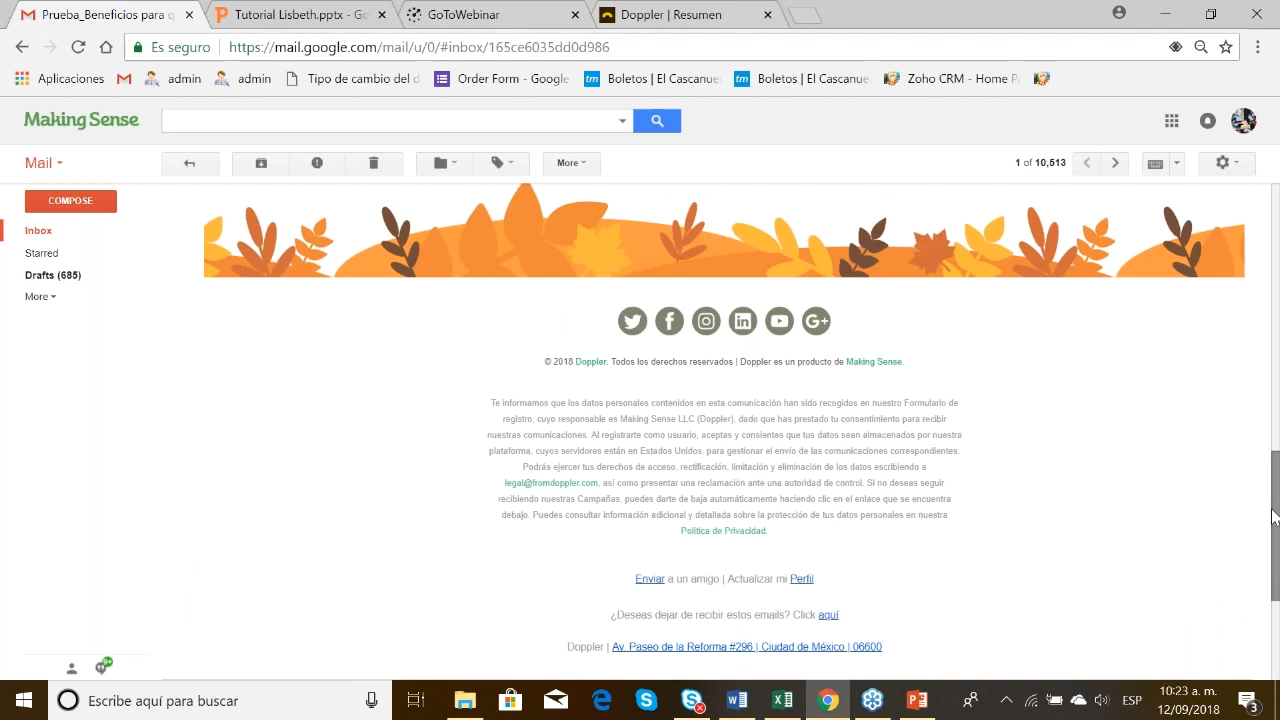 Prueba_Beneficios para q
Tutorial Lisbeth.pptx - G
GoToWebinar
Doppler | Resumen
Es seguro
https://mail.google.com/mail/u/0/#inbox/165ce6035dd0d986
Aplicaciones
admin
admin
Tipo de cambio del d
Order Form - Google
tm Boletos | El Cascanue
tm Boletos | El Cascanue
Zoho CRM - Home Pa
Making Sense
Mail
More
1 of 10,513
COMPOSE
Inbox
Starred
Drafts (685)
More
© 2018 Doppler. Todos los derechos reservados | Doppler es un producto de Making Sense.
Te informamos que los datos personales contenidos en esta comunicación han sido recogidos en nuestro Formulario de
registro, cuyo responsable es Making Sense LLC (Doppler), dado que has prestado tu consentimiento para recibir
nuestras comunicaciones. Al registrarte como usuario, aceptas y consientes que tus datos sean almacenados por nuestra
plataforma, cuyos servidores están en Estados Unidos, para gestionar el envío de las comunicaciones correspondientes.
Podrás ejercer tus derechos de acceso, rectificación, limitación y eliminación de los datos escribiendo a
legal@fromdoppler.com, así como presentar una reclamación ante una autoridad de control. Si no deseas seguir
recibiendo nuestras Campañas, puedes darte de baja automáticamente haciendo clic en el enlace que se encuentra
debajo. Puedes consultar información adicional y detallada sobre la protección de tus datos personales en nuestra
Política de Privacidad.
Enviar a un amigo | Actualizar mi Perfil
¿Deseas dejar de recibir estos emails? Click aquí
Doppler | Av. Paseo de la Reforma #296 | Ciudad de México | 06600
Escribe aquí para buscar
ESP
10:23 a. m.
12/09/2018
3